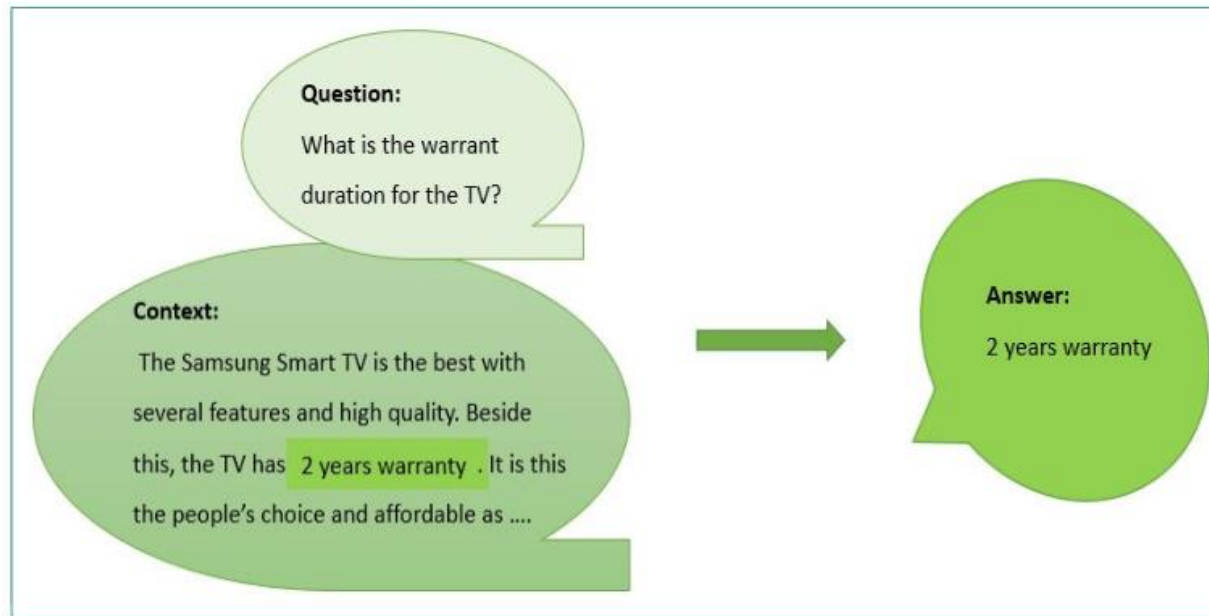 Question:
What is the warrant
duration for the TV?
Context:
The Samsung Smart TV is the best with
several features and high quality. Beside
this, the TV has 2 years warranty . It is this
the people’s choice and affordable as ....
Answer:
2 years warranty